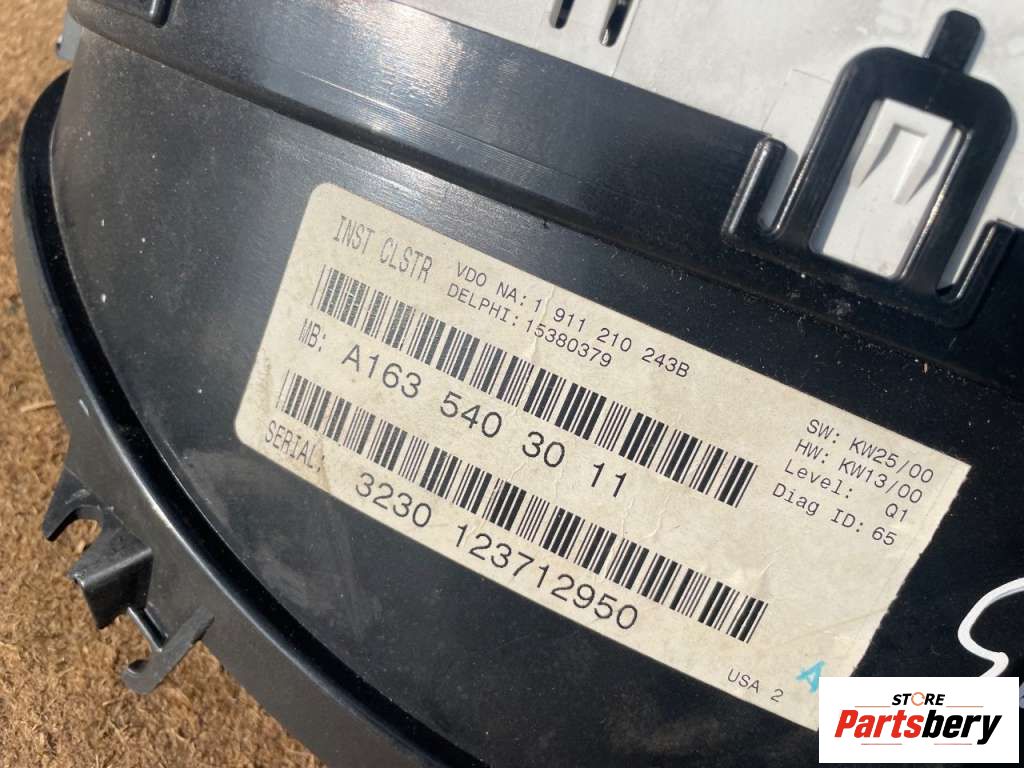 INST CLSTR
VDO NA: 1 911 210 243B
DELPHI: 15380379
MB: A163 540 30 11
SERIAL: 3230 123712950
SW: KW25/00
HW: KW13/00
Level: Q1
Diag ID: 65
USA 2
STORE
Partsbery